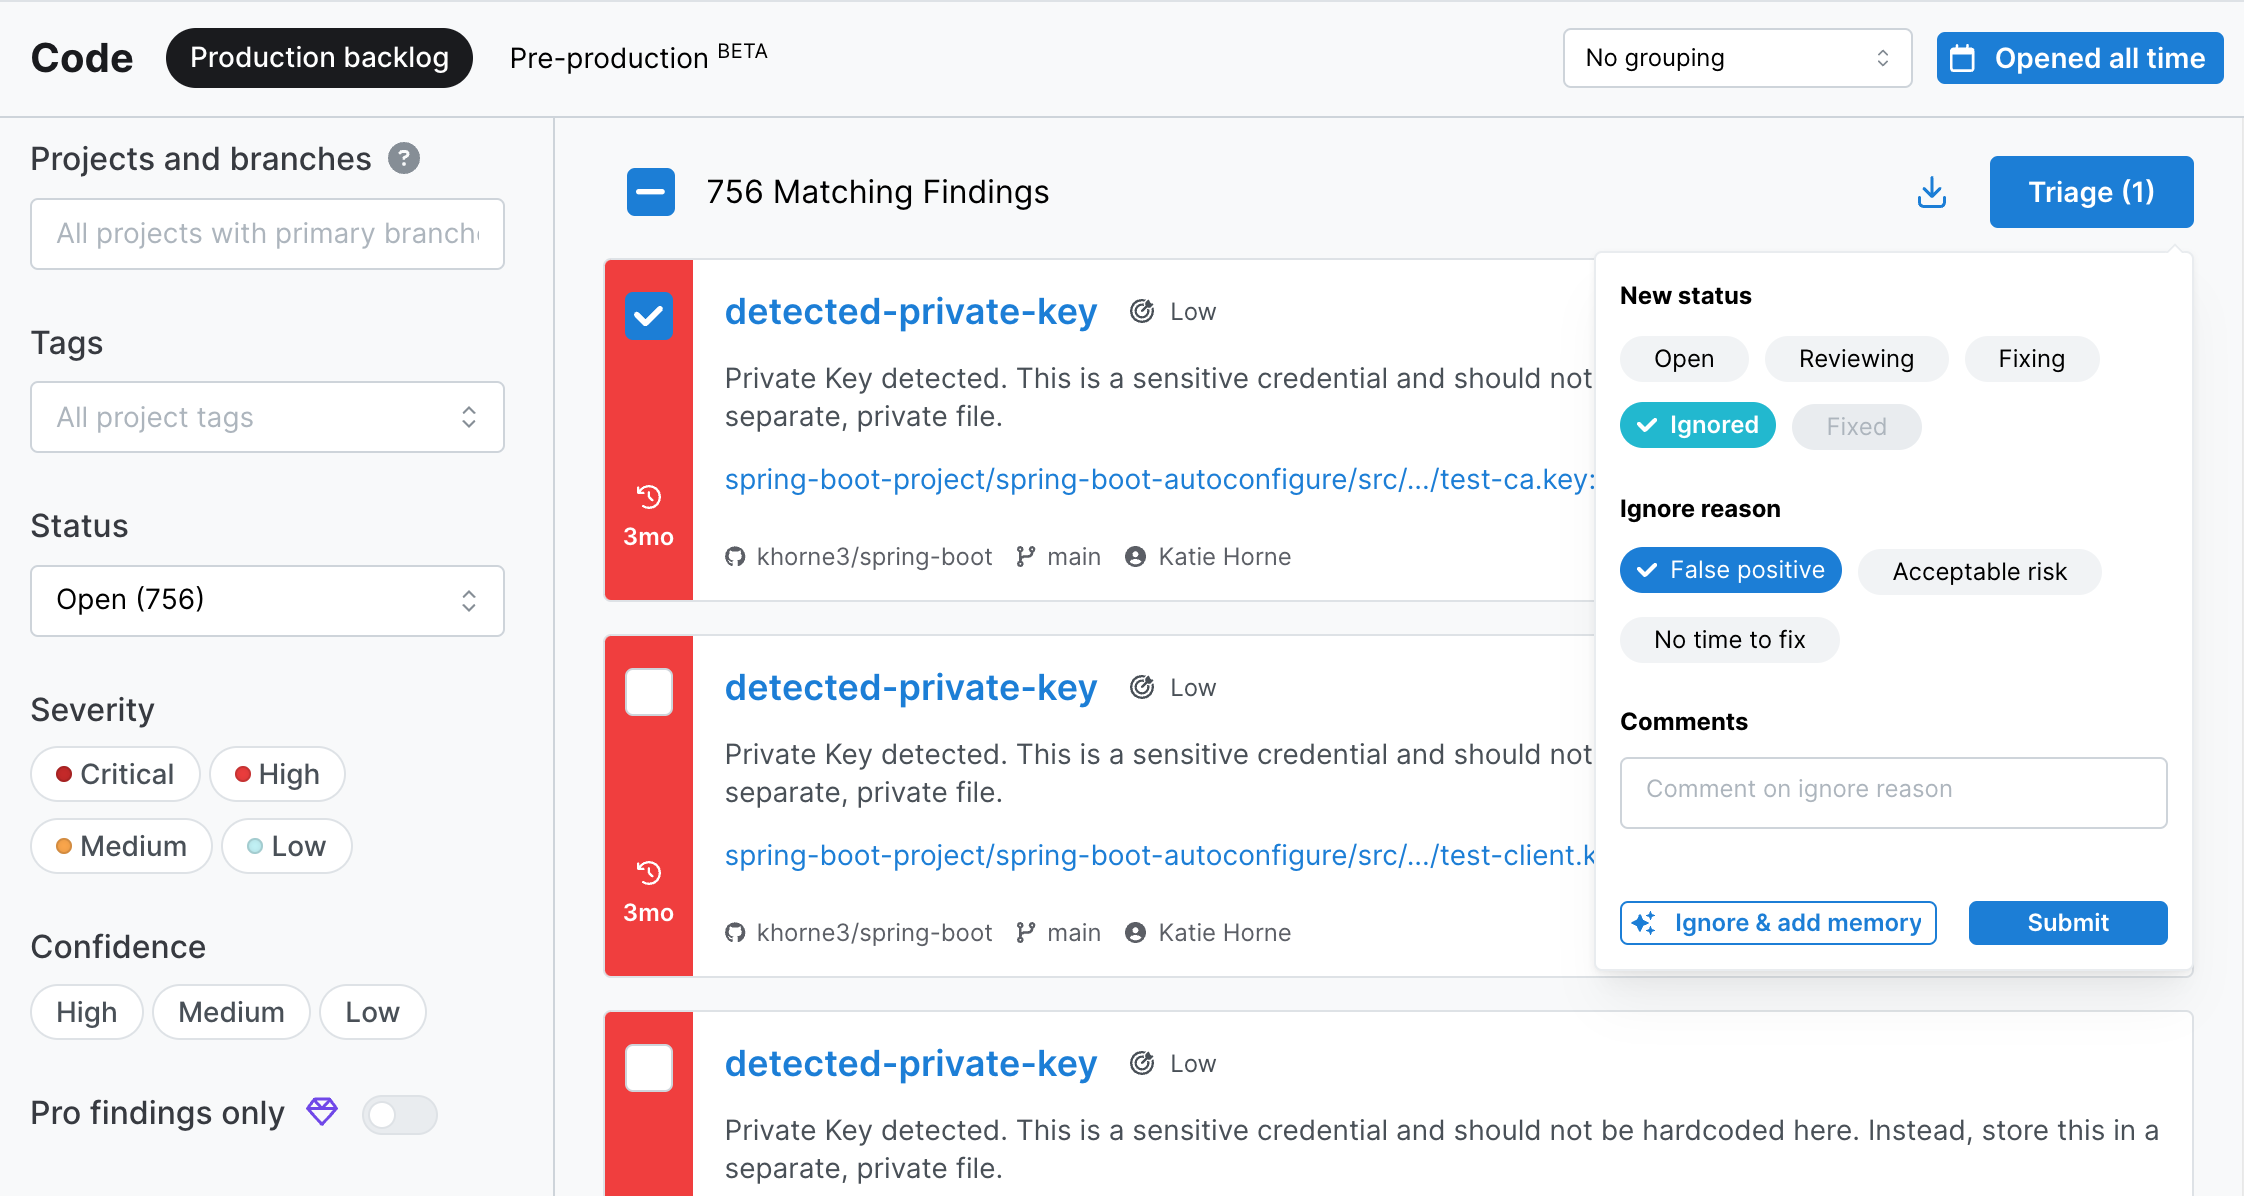 Code
Production backlog
Pre-production BETA
No grouping
Opened all time
Projects and branches ?
All projects with primary branche
Tags
All project tags
Status
Open (756)
Severity
Critical
High
Medium
Low
Confidence
High
Medium
Low
Pro findings only
756 Matching Findings
Triage (1)
detected-private-key
Low
Private Key detected. This is a sensitive credential and should not
separate, private file.
spring-boot-project/spring-boot-autoconfigure/src/.../test-ca.key:
3mo
khorne3/spring-boot
main
Katie Horne
detected-private-key
Low
Private Key detected. This is a sensitive credential and should not
separate, private file.
spring-boot-project/spring-boot-autoconfigure/src/.../test-client.k
3mo
khorne3/spring-boot
main
Katie Horne
detected-private-key
Low
Private Key detected. This is a sensitive credential and should not be hardcoded here. Instead, store this in a
separate, private file.
New status
Open
Reviewing
Fixing
Ignored
Fixed
Ignore reason
False positive
Acceptable risk
No time to fix
Comments
Comment on ignore reason
Ignore & add memory
Submit